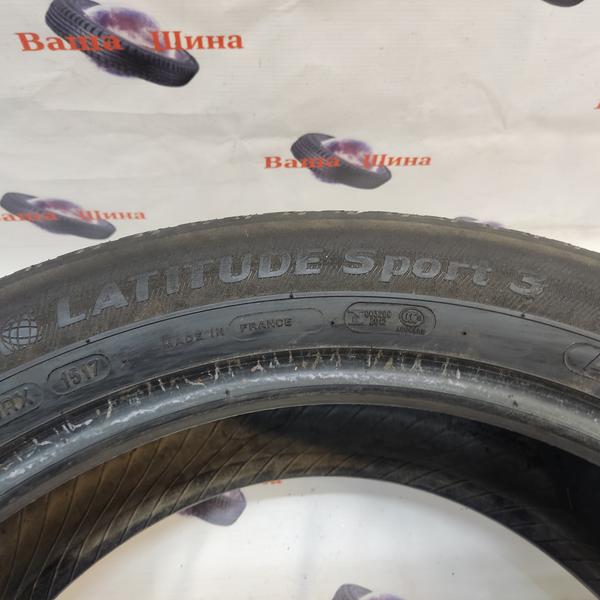 Ваша Шина
Ваша Шина
Ваша Шина
LATITUDE Sport 3
MADE IN FRANCE
1517